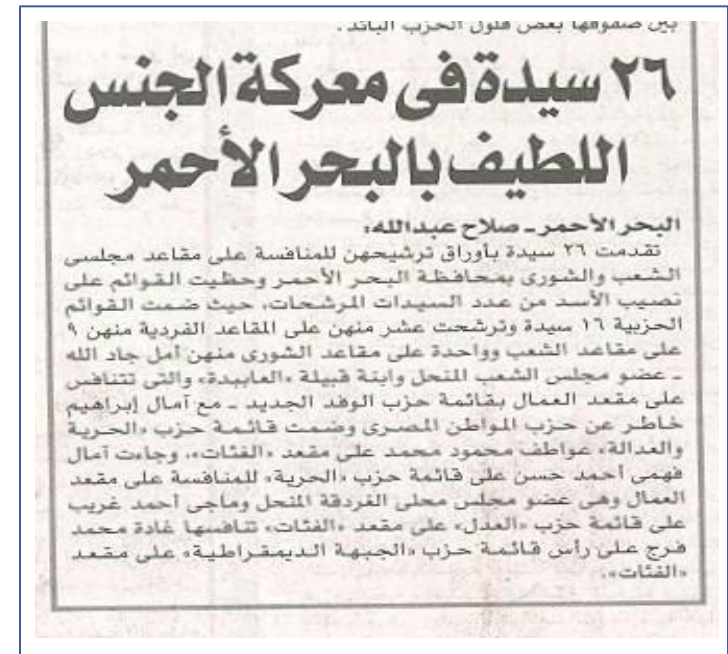 بين صفوفها بعض فلول الحزب البائد .
٢٦ سيدة فى معركة الجنس
اللطيف بالبحر الأحمر
البحر الأحمر ـ صلاح عبدالله:
تقدمت ٢٦ سيدة بأوراق ترشيحهن للمنافسة على مقاعد مجلسى
الشعب والشورى بمحافظة البحر الأحمر وحظيت القوائم على
نصيب الأسد من عدد السيدات المرشحات، حيث ضمت القوائم
الحزبية ١٦ سيدة وترشحت عشر منهن على المقاعد الفردية منهن ٩
على مقاعد الشعب وواحدة على مقاعد الشورى منهن أمل جاد الله
ـ عضو مجلس الشعب المنحل وابنة قبيلة «العابيدة» والتى تتنافس
على مقعد العمال بقائمة حزب الوفد الجديد ـ مع آمال إبراهيم
خاطر عن حزب المواطن المصرى وضمت قائمة حزب «الحرية
والعدالة» عواطف محمود محمد على مقعد «الفئات»، وجاءت آمال
فهمى أحمد حسن على قائمة حزب «الحرية» للمنافسة على مقعد
العمال وهى عضو مجلس محلى الغردقة المنحل وماجى أحمد غريب
على قائمة حزب «العدل» على مقعد «الفئات» تنافسها غادة محمد
فرج على رأس قائمة حزب «الجبهة الديمقراطية» على مقعد
«الفئات».